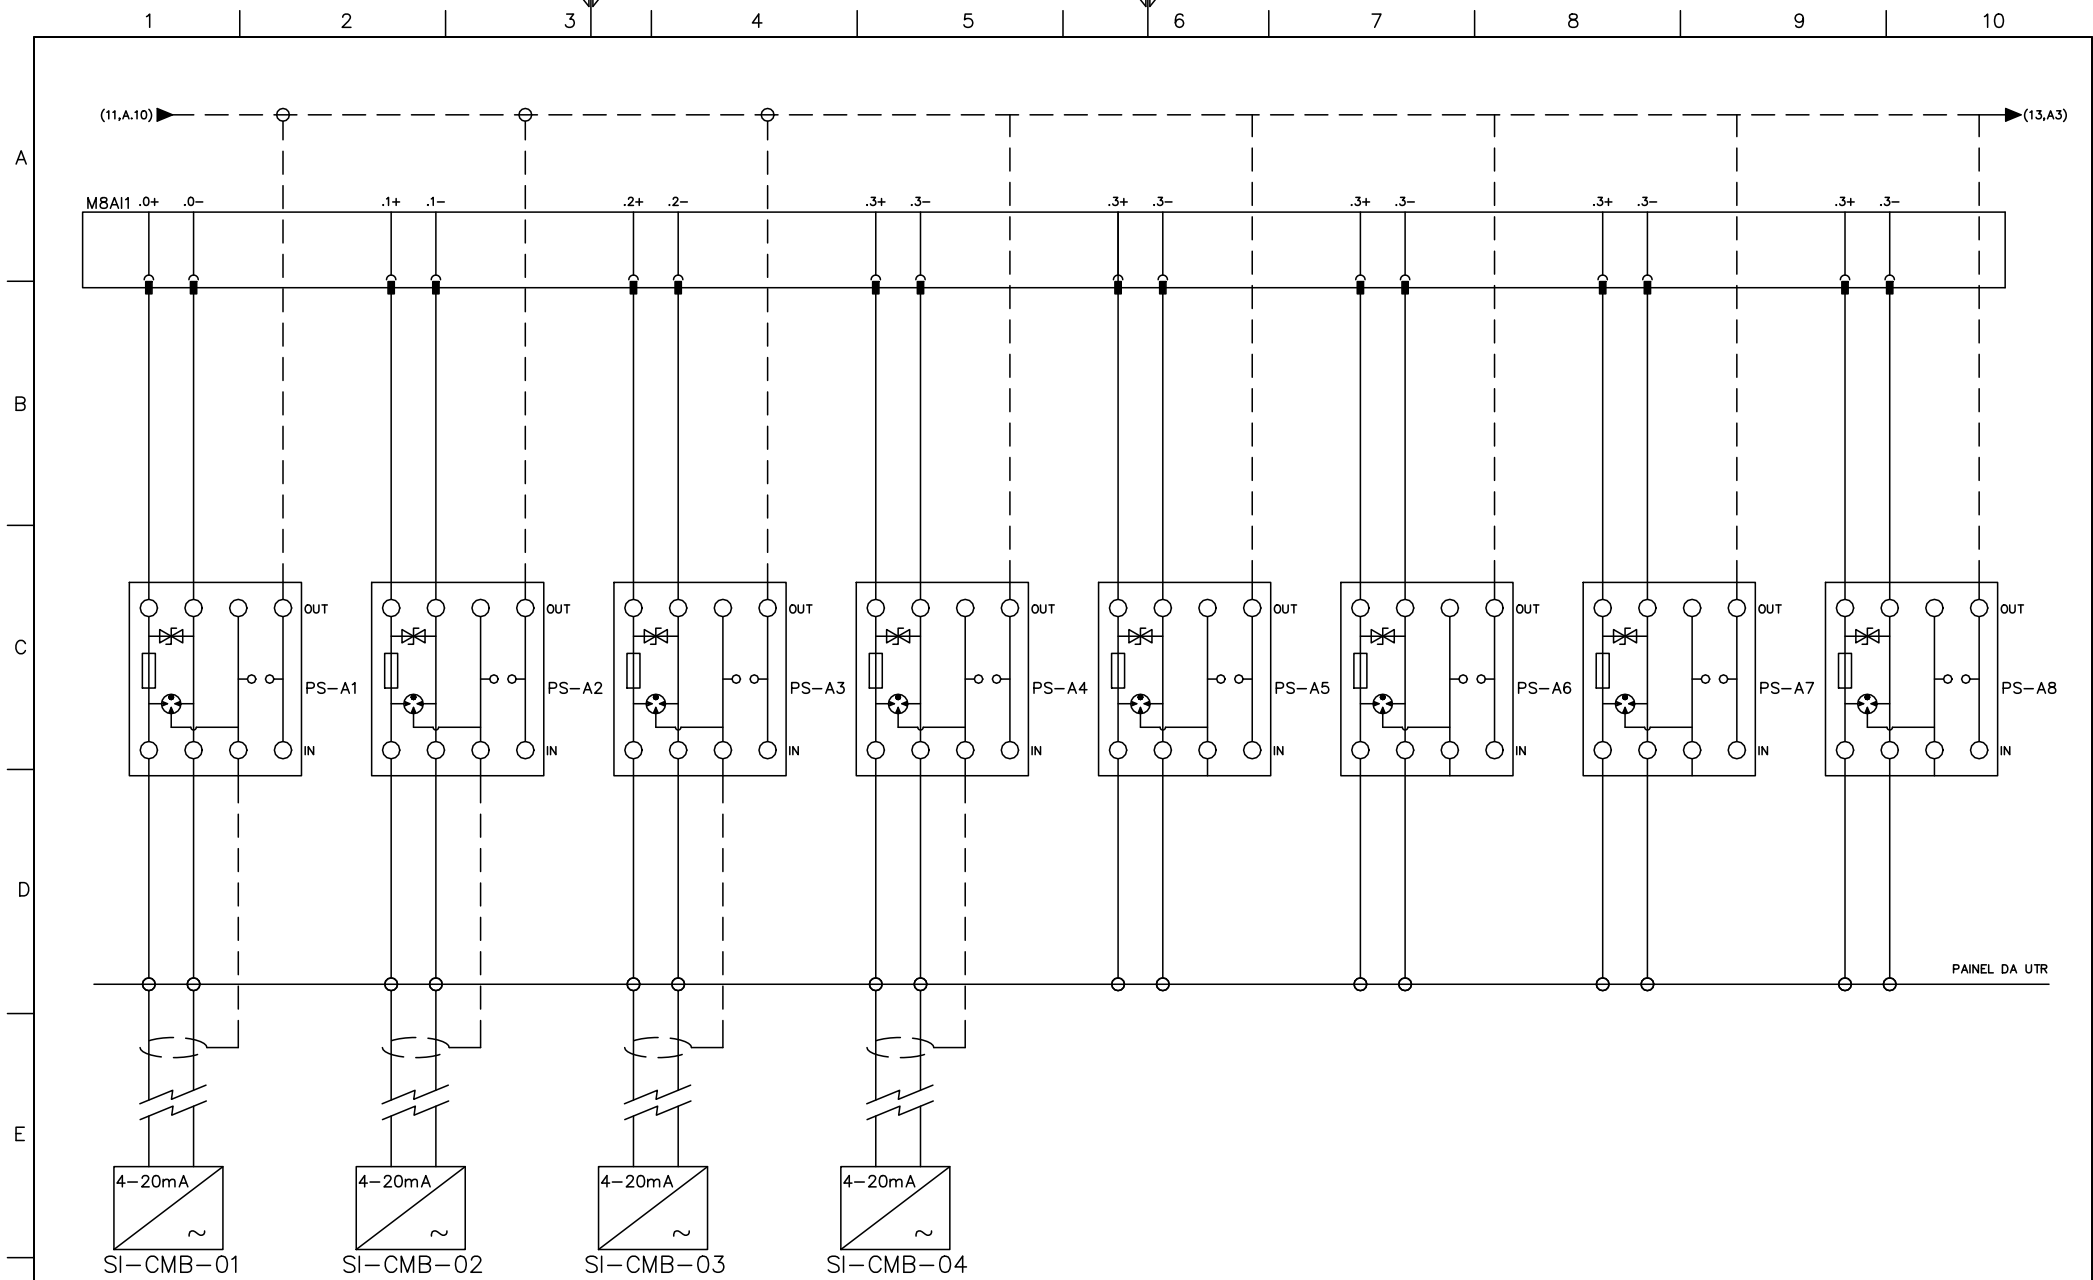 1 2 3 4 5 6 7 8 9 10
(11,A.10) (13,A3)
A
M8AI1 .0+ .0- .1+ .1- .2+ .2- .3+ .3- .3+ .3- .3+ .3- .3+ .3- .3+ .3-
B
OUT OUT OUT OUT OUT OUT OUT OUT
C
PS-A1 PS-A2 PS-A3 PS-A4 PS-A5 PS-A6 PS-A7 PS-A8
IN IN IN IN IN IN IN IN
D
PAINEL DA UTR
E
4-20mA 4-20mA 4-20mA 4-20mA
~ ~ ~ ~
SI-CMB-01 SI-CMB-02 SI-CMB-03 SI-CMB-04